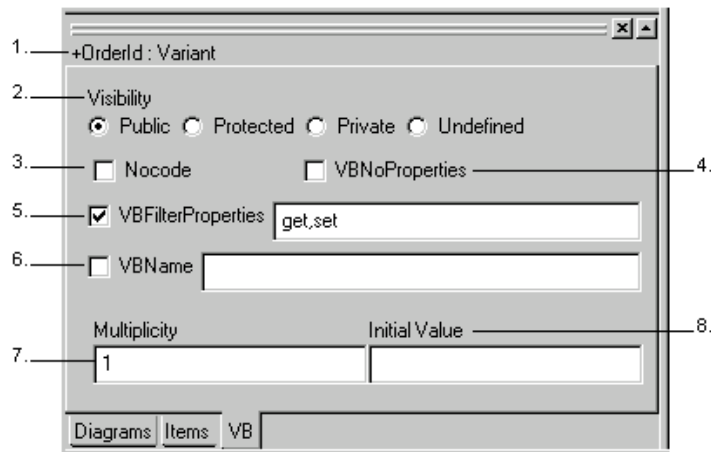 1. +OrderId : Variant
2. Visibility
Public Protected Private Undefined
3. Nocode VBNoProperties 4.
5. VBFilterProperties get,set
6. VBName
Multiplicity Initial Value 8.
7. 1
Diagrams Items VB